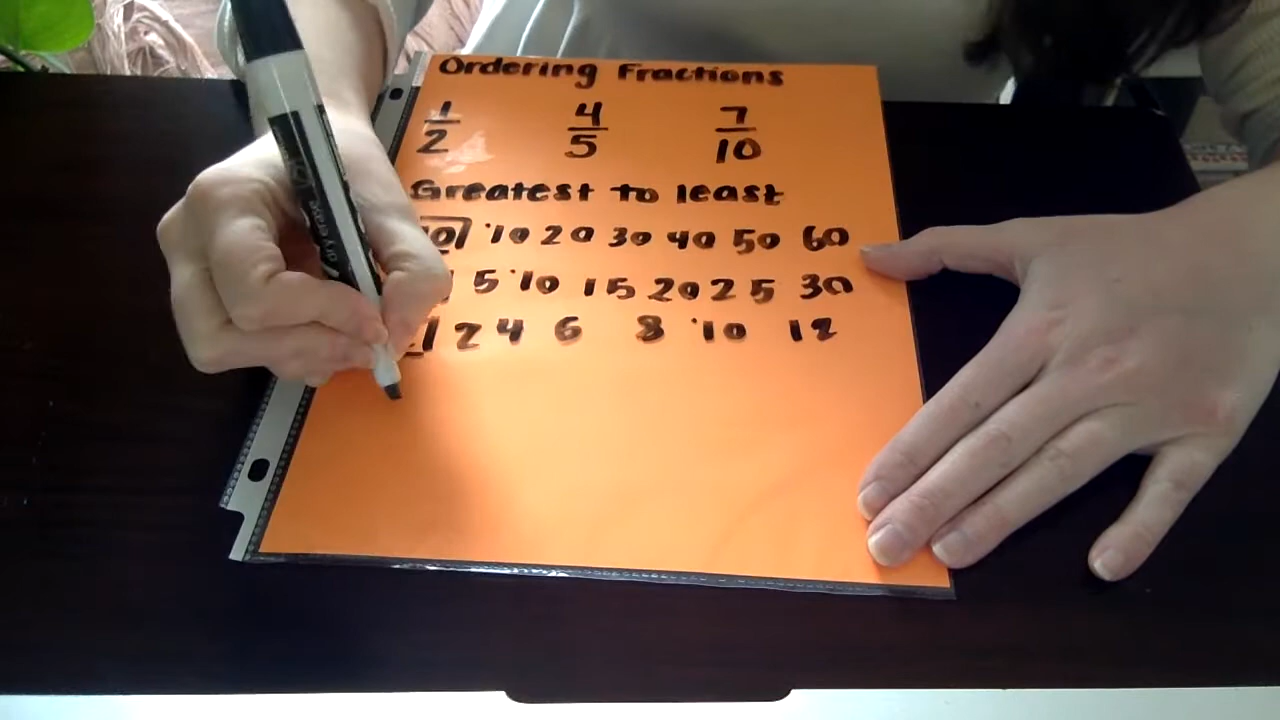 Ordering Fractions
1/2 4/5 7/10
Greatest to least
10 10 20 30 40 50 60
5 10 15 20 25 30
2 4 6 8 10 12